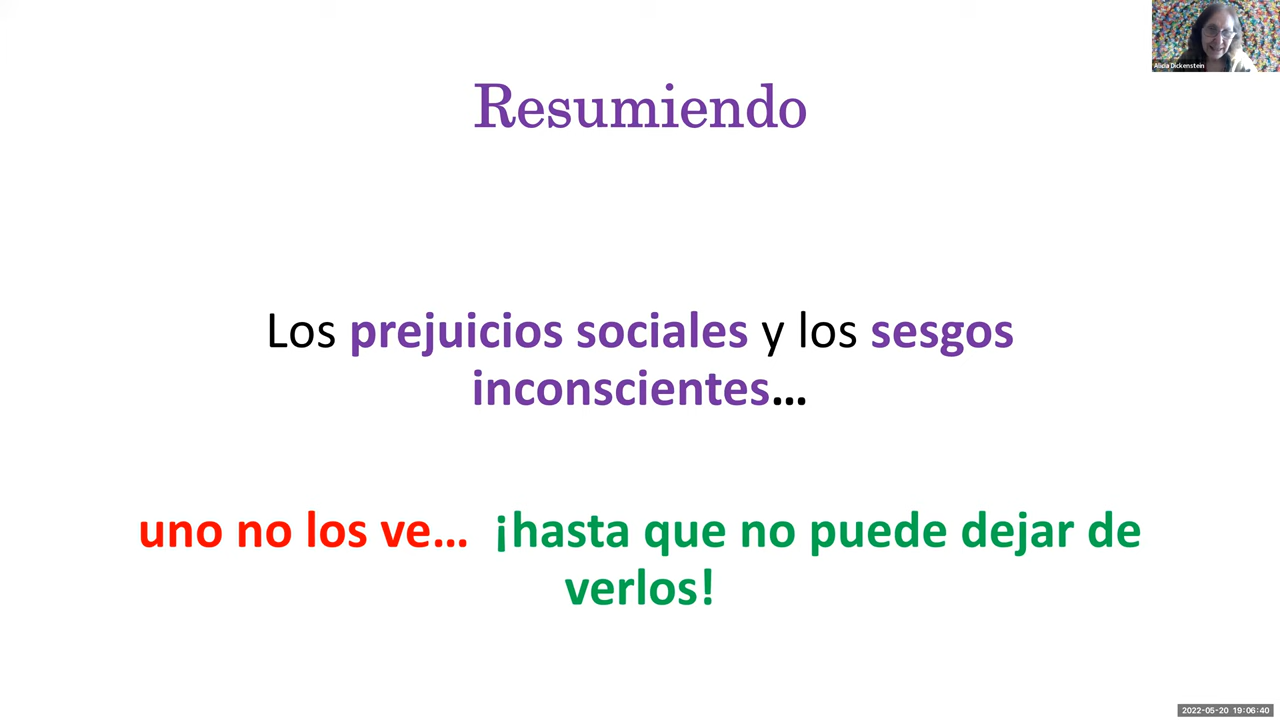 Alicia Dickenstein
Resumiendo
Los prejuicios sociales y los sesgos
inconscientes...
uno no los ve... ¡hasta que no puede dejar de
verlos!
2022-05-20 19:06:40